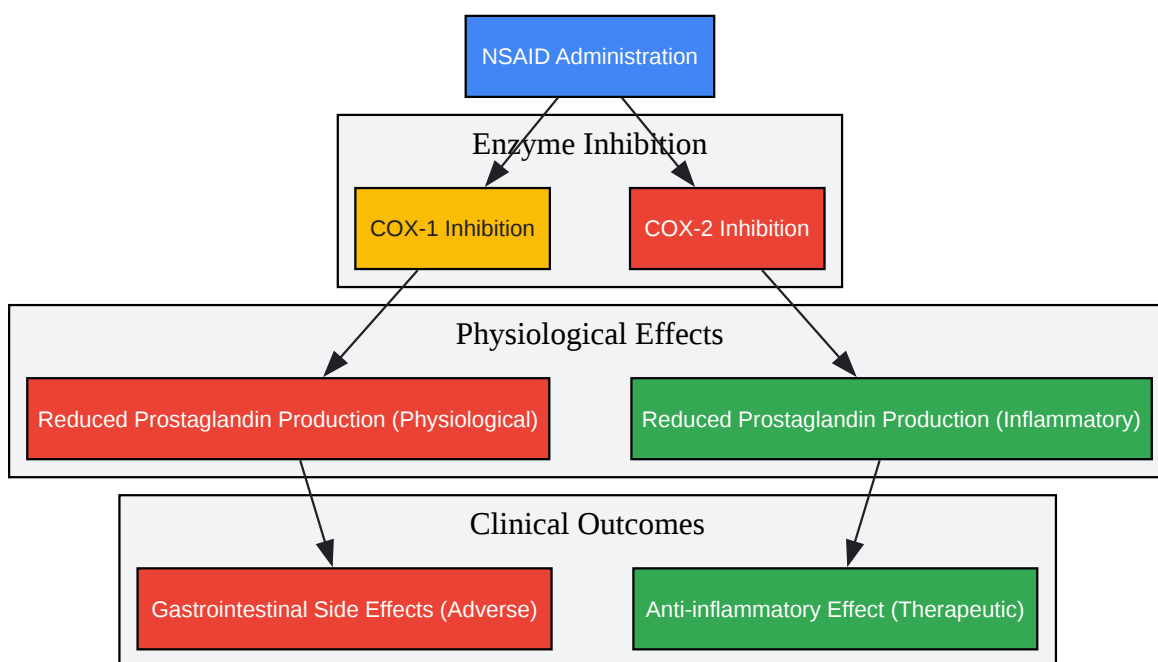 NSAID Administration
Enzyme Inhibition
COX-1 Inhibition
COX-2 Inhibition
Physiological Effects
Reduced Prostaglandin Production (Physiological)
Reduced Prostaglandin Production (Inflammatory)
Clinical Outcomes
Gastrointestinal Side Effects (Adverse)
Anti-inflammatory Effect (Therapeutic)